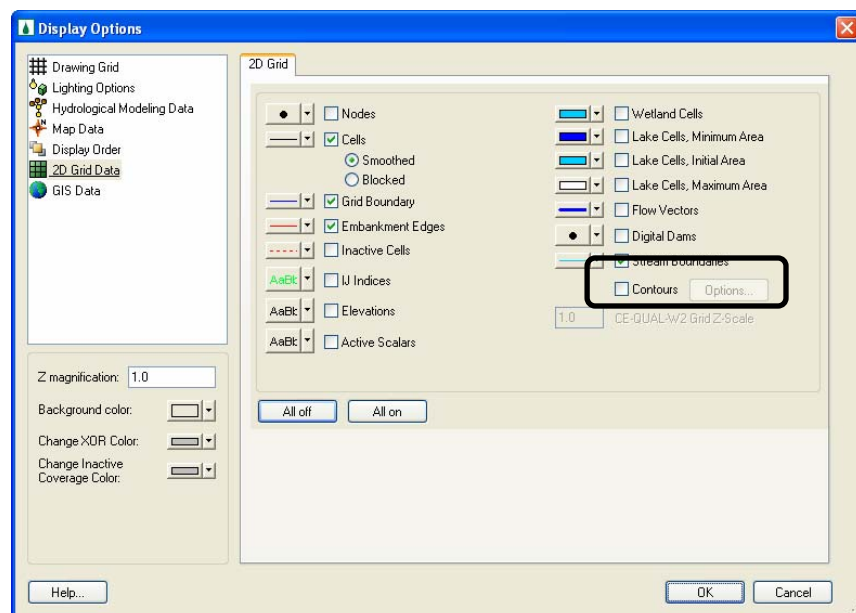 Display Options
Drawing Grid
Lighting Options
Hydrological Modeling Data
Map Data
Display Order
2D Grid Data
GIS Data
Z magnification: 1.0
Background color:
Change XOR Color:
Change Inactive
Coverage Color:
2D Grid
Nodes
Cells
Smoothed
Blocked
Grid Boundary
Embankment Edges
Inactive Cells
AaBb IJ Indices
AaBb Elevations
AaBb Active Scalars
Wetland Cells
Lake Cells, Minimum Area
Lake Cells, Initial Area
Lake Cells, Maximum Area
Flow Vectors
Digital Dams
Stream Boundaries
Contours Options...
1.0 CE-QUAL-W2 Grid Z-Scale
All off All on
Help... OK Cancel